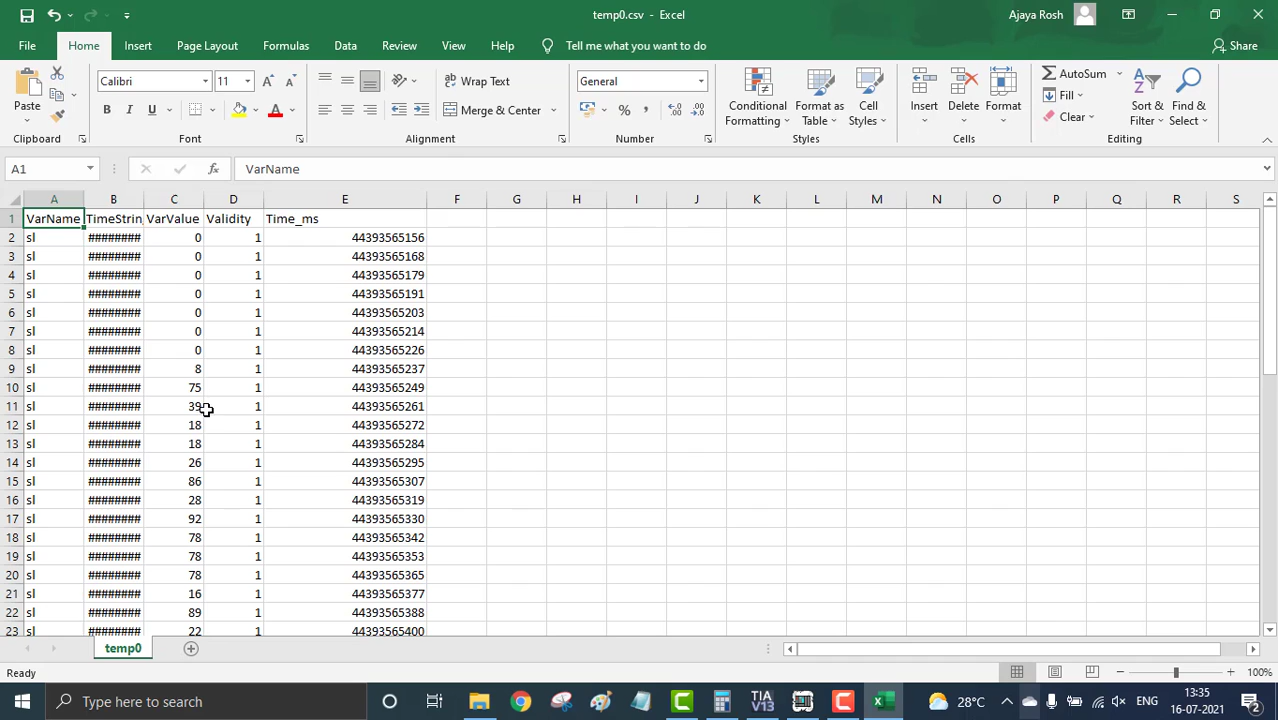 temp0.csv - Excel
Ajaya Rosh
File Home Insert Page Layout Formulas Data Review View Help Tell me what you want to do Share
Paste
Calibri 11
B I U
Wrap Text
Merge & Center
General
Conditional Formatting
Format as Table
Cell Styles
Insert Delete Format
AutoSum
Fill
Clear
Sort & Filter
Find & Select
Clipboard Font Alignment Number Styles Cells Editing
A1 fx VarName
A B C D E F G H I J K L M N O P Q R S
1 VarName TimeStrin VarValue Validity Time_ms
2 sl ######## 0 1 44393565156
3 sl ######## 0 1 44393565168
4 sl ######## 0 1 44393565179
5 sl ######## 0 1 44393565191
6 sl ######## 0 1 44393565203
7 sl ######## 0 1 44393565214
8 sl ######## 0 1 44393565226
9 sl ######## 8 1 44393565237
10 sl ######## 75 1 44393565249
11 sl ######## 39 1 44393565261
12 sl ######## 18 1 44393565272
13 sl ######## 18 1 44393565284
14 sl ######## 26 1 44393565295
15 sl ######## 86 1 44393565307
16 sl ######## 28 1 44393565319
17 sl ######## 92 1 44393565330
18 sl ######## 78 1 44393565342
19 sl ######## 78 1 44393565353
20 sl ######## 78 1 44393565365
21 sl ######## 16 1 44393565377
22 sl ######## 89 1 44393565388
23 sl ######## 22 1 44393565400
temp0
Ready 100%
Type here to search
TIA V13
28°C
ENG
13:35
16-07-2021
2